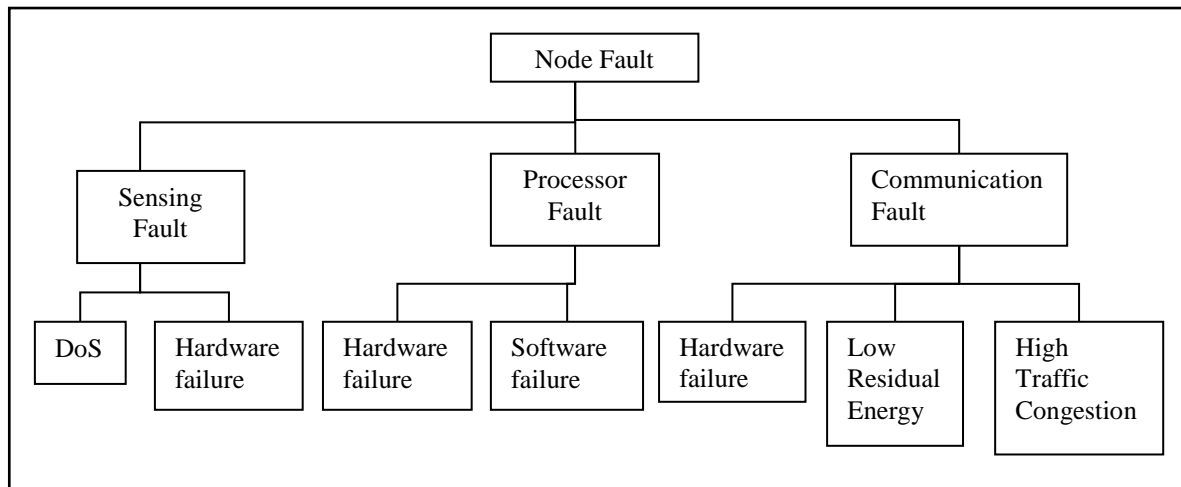 Node Fault
Sensing
Fault
Processor
Fault
Communication
Fault
DoS
Hardware
failure
Hardware
failure
Software
failure
Hardware
failure
Low
Residual
Energy
High
Traffic
Congestion